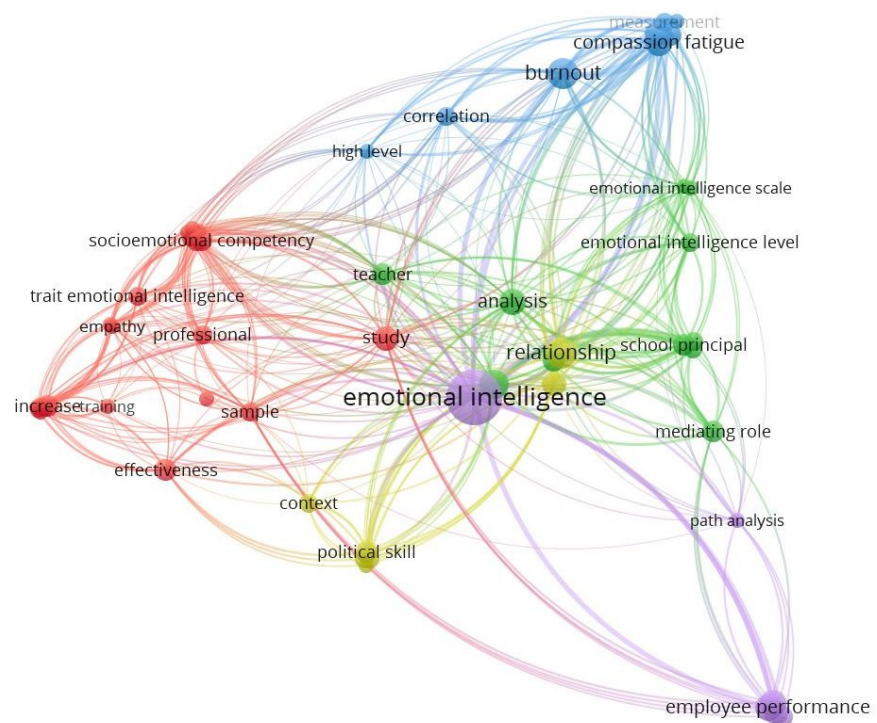 measurement
compassion fatigue
burnout
correlation
high level
emotional intelligence scale
socioemotional competency
emotional intelligence level
teacher
trait emotional intelligence
analysis
empathy
professional
study
relationship
school principal
emotional intelligence
increase
training
sample
mediating role
effectiveness
context
path analysis
political skill
employee performance